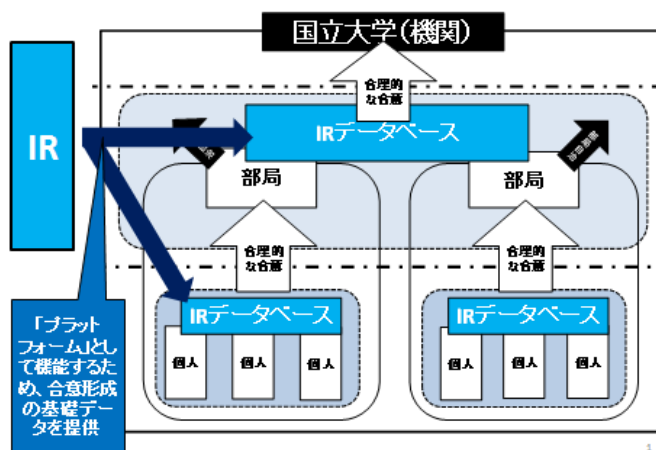 国立大学(機関)
合理的
な合意
IR
IRデータベース
部局
部局
合理的
な合意
合理的
な合意
IRデータベース
IRデータベース
個人
個人
個人
個人
個人
個人
「プラット
フォーム」とし
て機能するた
め、合意形成
の基礎デー
タを提供
1